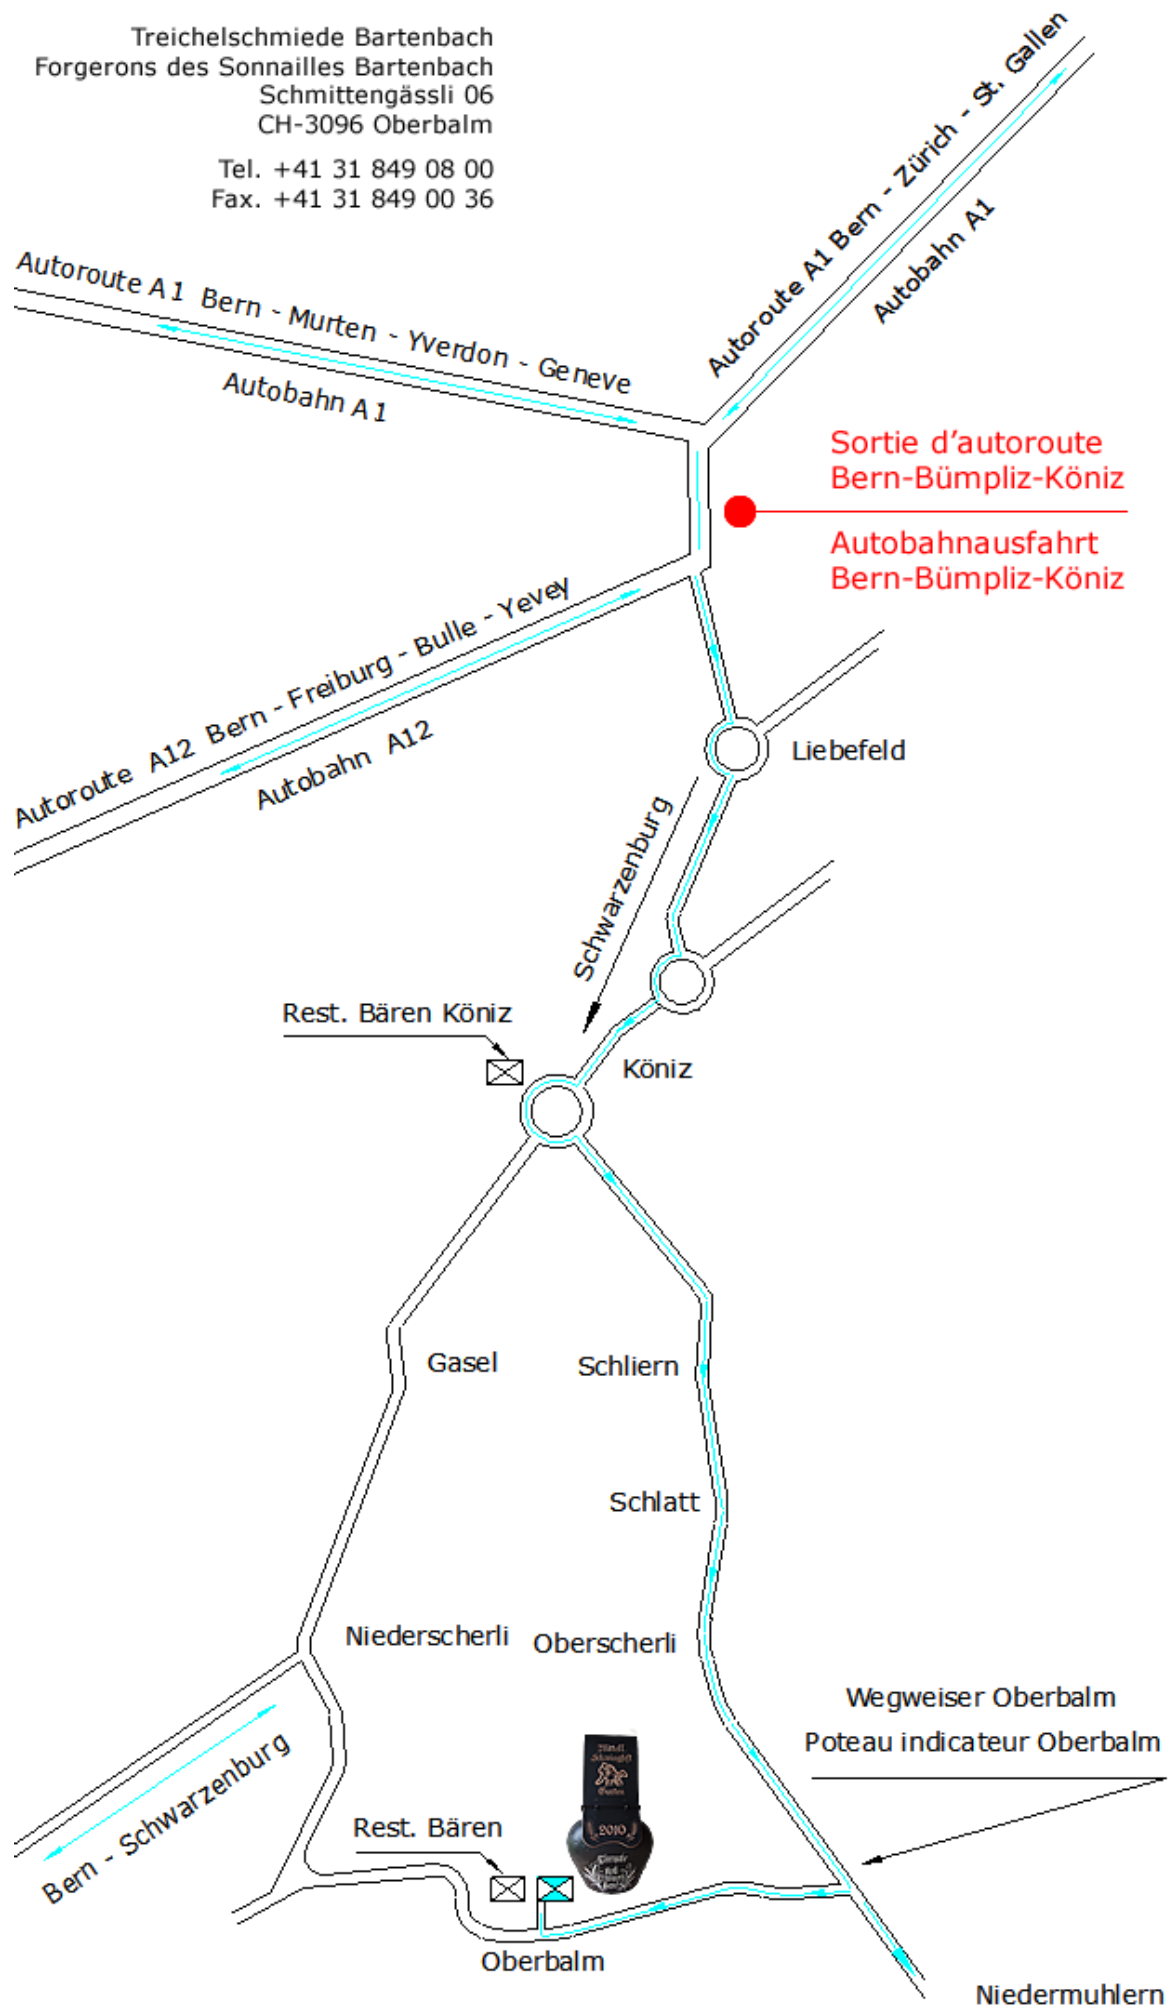 Treichelschmiede Bartenbach
Forgerons des Sonnailles Bartenbach
Schmittengässli 06
CH-3096 Oberbalm
Tel. +41 31 849 08 00
Fax. +41 31 849 00 36
Autoroute A1 Bern - Zürich - St. Gallen
Autobahn A1
Autoroute A1 Bern - Murten - Yverdon - Geneve
Autobahn A1
Sortie d'autoroute
Bern-Bümpliz-Köniz
Autobahnausfahrt
Bern-Bümpliz-Köniz
Autoroute A12 Bern - Freiburg - Bulle - Yevey
Autobahn A12
Liebefeld
Schwarzenburg
Rest. Bären Köniz
Köniz
Gasel
Schliern
Schlatt
Niederscherli
Oberscherli
Wegweiser Oberbalm
Poteau indicateur Oberbalm
Bern - Schwarzenburg
2010
Rest. Bären
Oberbalm
Niedermuhlern